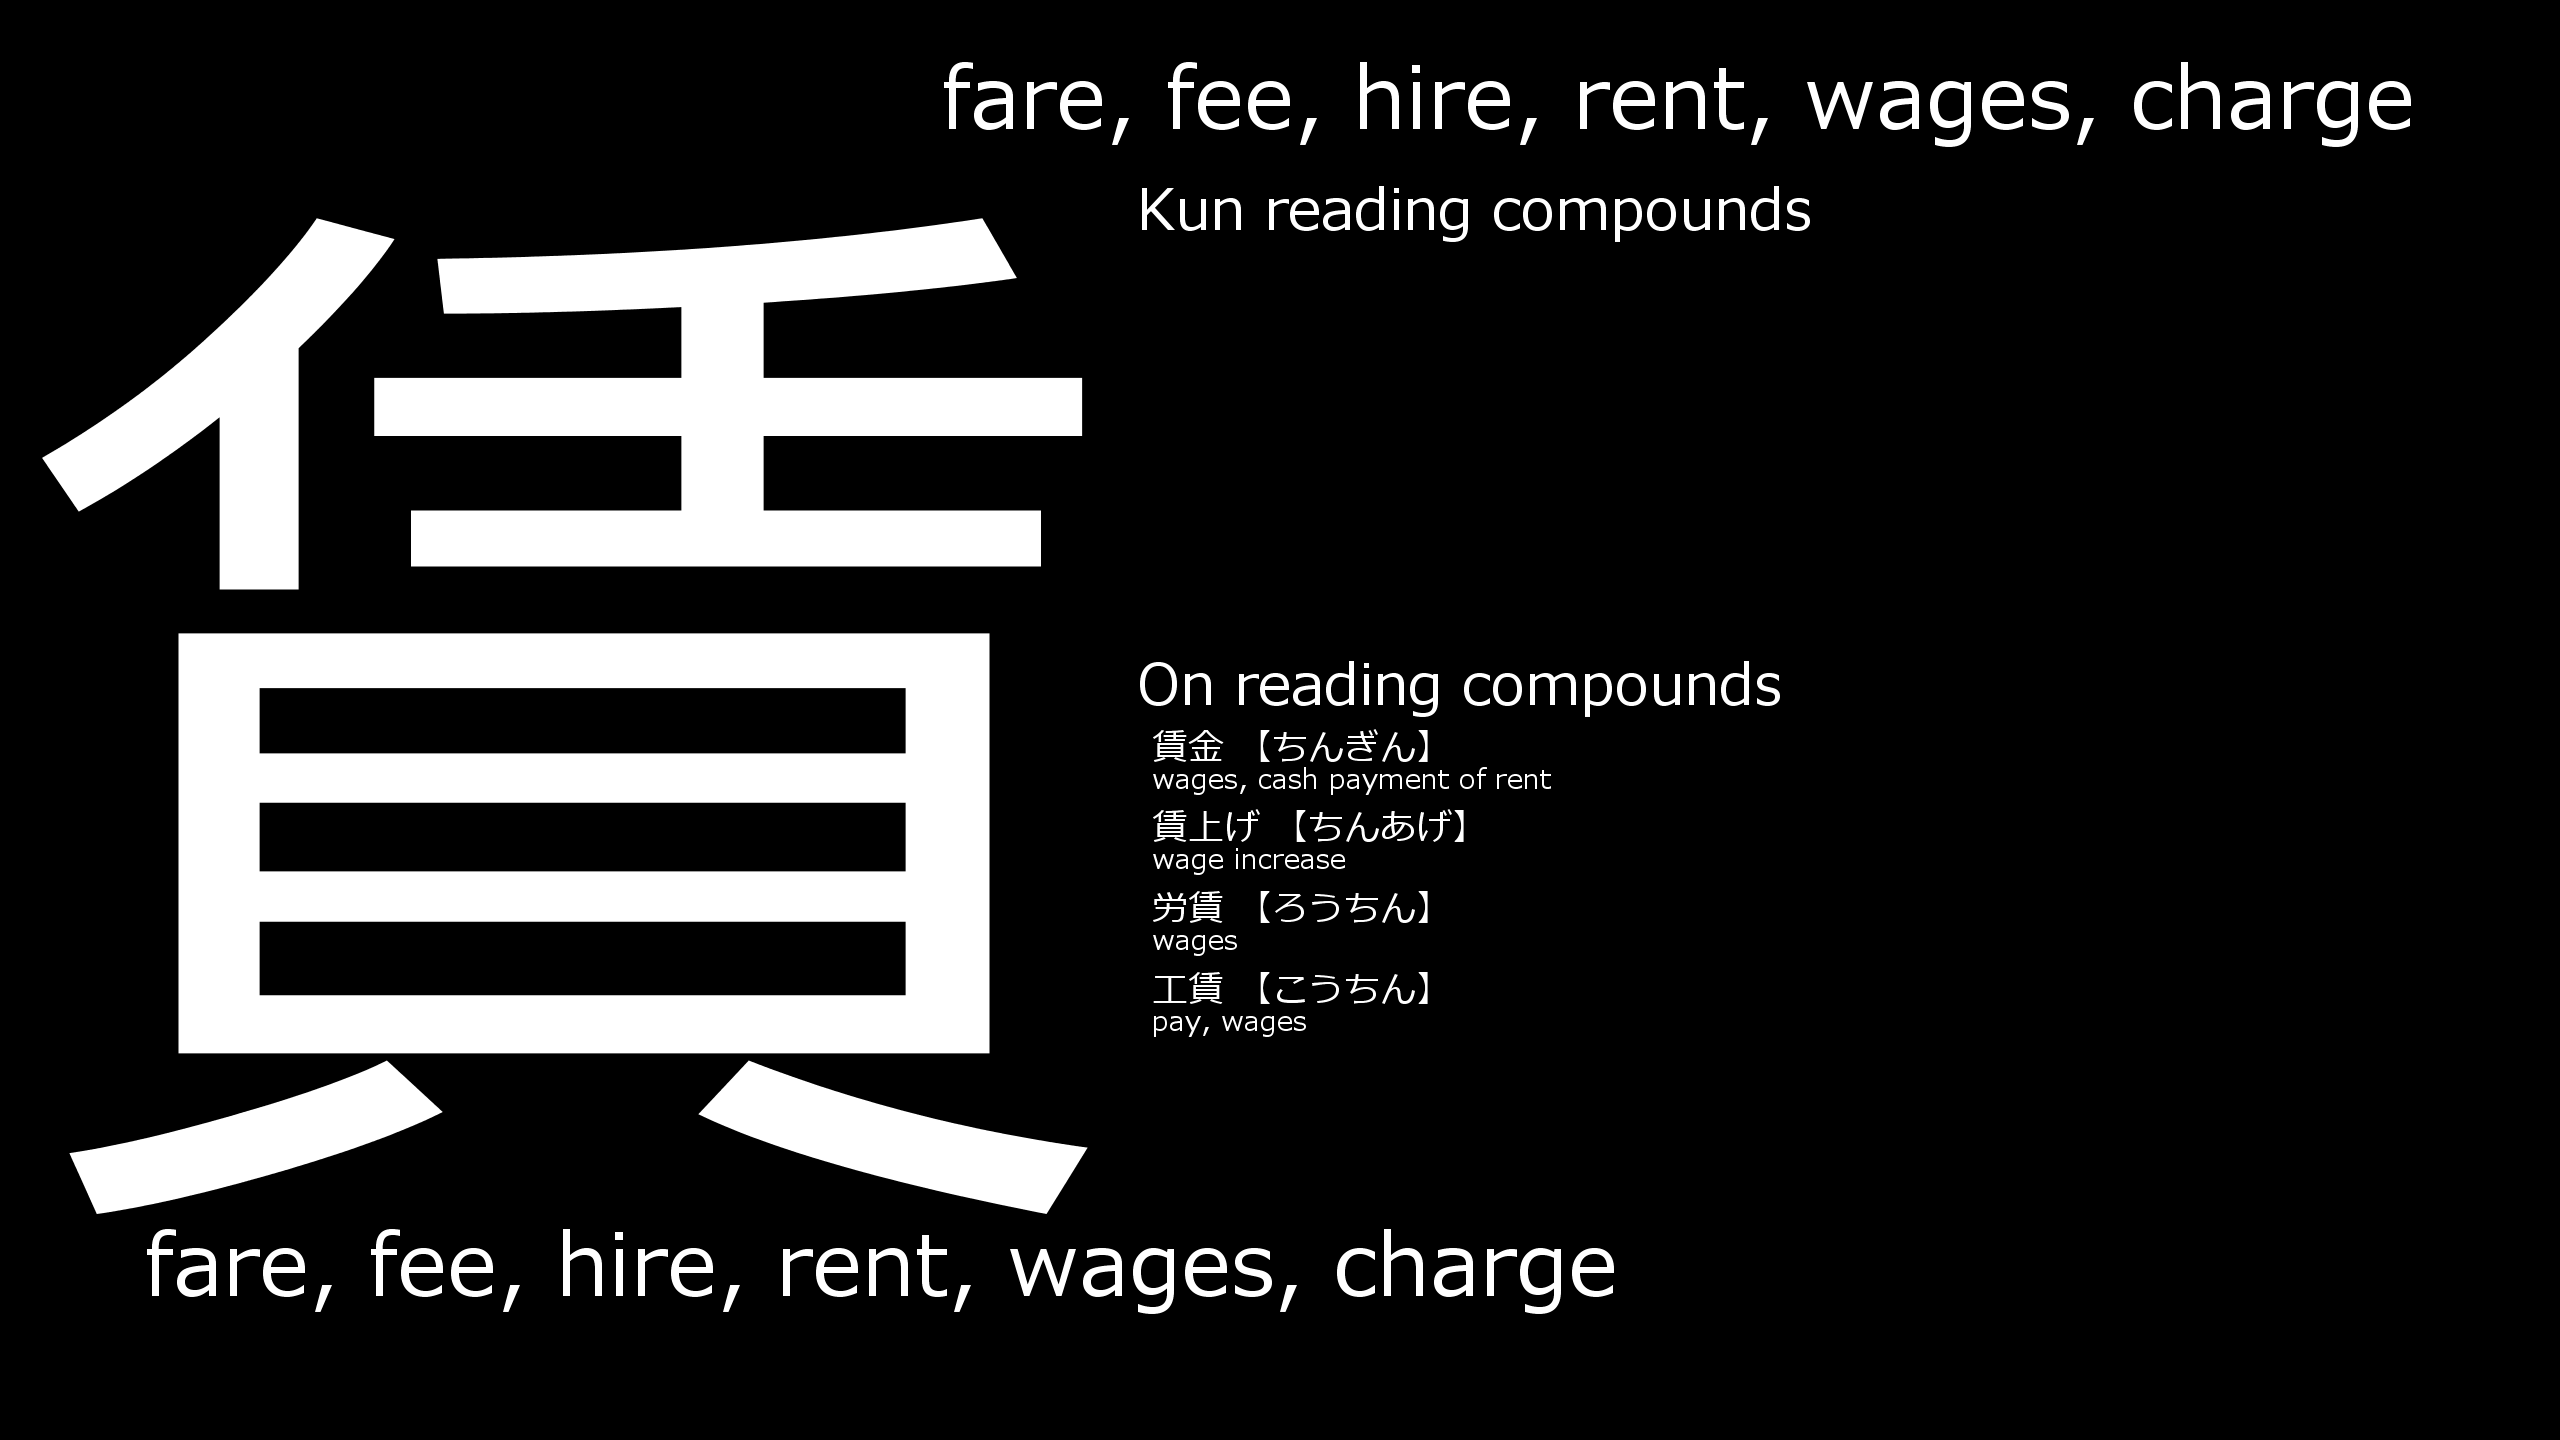 fare, fee, hire, rent, wages, charge
賃
Kun reading compounds
On reading compounds
賃金 【ちんぎん】
wages, cash payment of rent
賃上げ 【ちんあげ】
wage increase
労賃 【ろうちん】
wages
工賃 【こうちん】
pay, wages
fare, fee, hire, rent, wages, charge